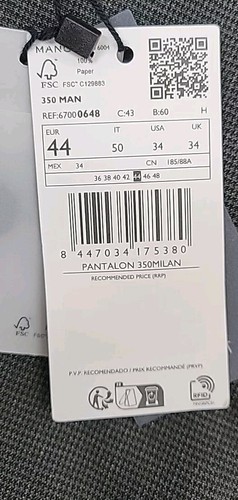 MANGO 6004
100%
Paper
FSC FSC® C129883
350 MAN
REF:67000648 C:43 B:60 H
EUR IT USA UK
44 50 34 34
MEX 34 CN 185/88A
36 38 40 42 44 46 48
8 447034 175380
PANTALON 350MILAN
RECOMMENDED PRICE (RRP)
P.V.P. RECOMENDADO / PRIX RECOMMANDÉ (PRVP)
RFID
FSC